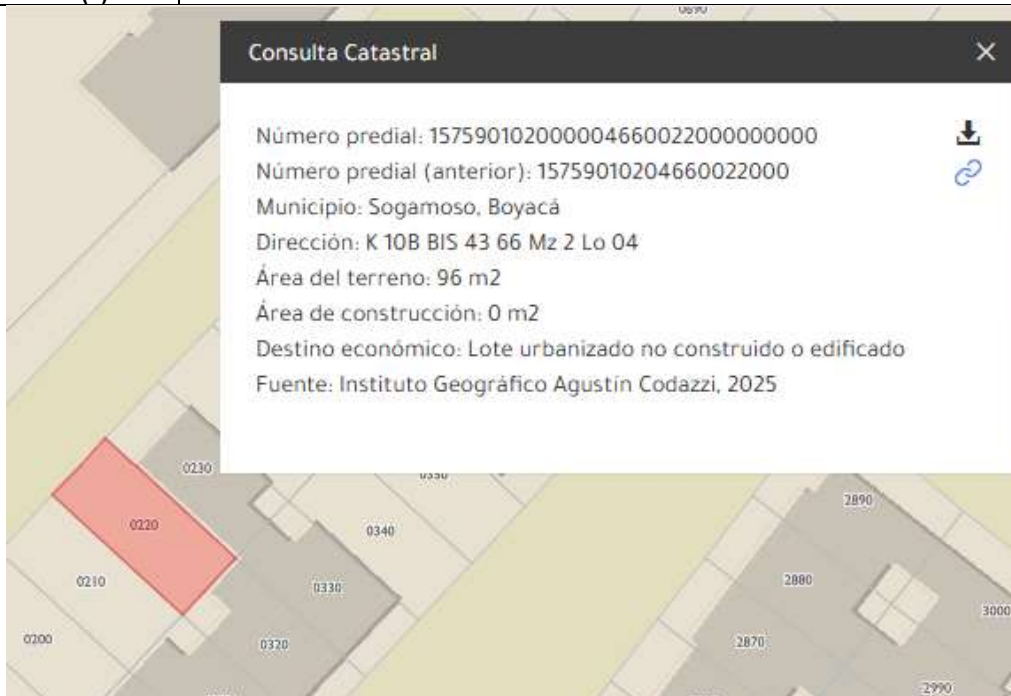 0690
Consulta Catastral
Número predial: 157590102000004660022000000000
Número predial (anterior): 15759010204660022000
Municipio: Sogamoso, Boyacá
Dirección: K 10B BIS 43 66 Mz 2 Lo 04
Área del terreno: 96 m2
Área de construcción: 0 m2
Destino económico: Lote urbanizado no construido o edificado
Fuente: Instituto Geográfico Agustín Codazzi, 2025
0230
0350
2890
0220
0340
0210
0330
2880
3000
0200
0320
2870
2990